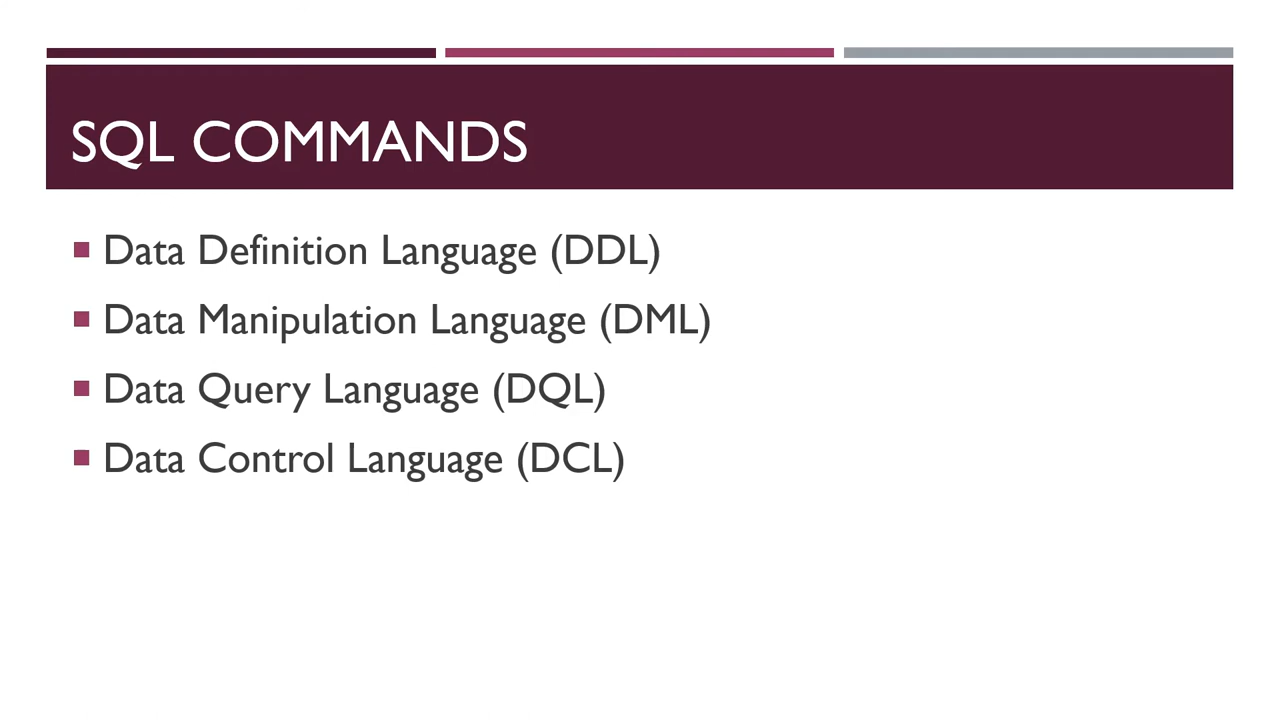 SQL COMMANDS
Data Definition Language (DDL)
Data Manipulation Language (DML)
Data Query Language (DQL)
Data Control Language (DCL)